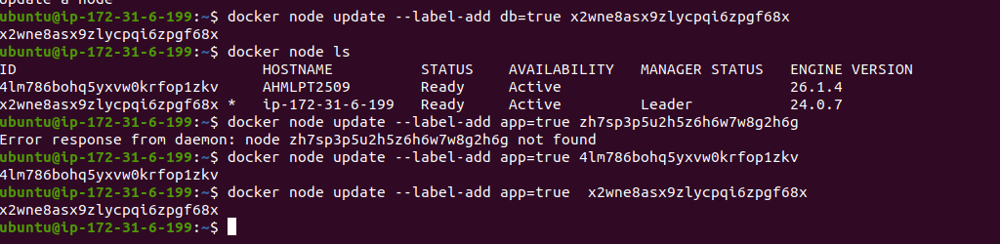 update a node
ubuntu@ip-172-31-6-199:~$ docker node update --label-add db=true x2wne8asx9zlycpqi6zpgf68x
x2wne8asx9zlycpqi6zpgf68x
ubuntu@ip-172-31-6-199:~$ docker node ls
ID HOSTNAME STATUS AVAILABILITY MANAGER STATUS ENGINE VERSION
4lm786bohq5yxvw0krfop1zkv AHMLPT2509 Ready Active 26.1.4
x2wne8asx9zlycpqi6zpgf68x * ip-172-31-6-199 Ready Active Leader 24.0.7
ubuntu@ip-172-31-6-199:~$ docker node update --label-add app=true zh7sp3p5u2h5z6h6w7w8g2h6g
Error response from daemon: node zh7sp3p5u2h5z6h6w7w8g2h6g not found
ubuntu@ip-172-31-6-199:~$ docker node update --label-add app=true 4lm786bohq5yxvw0krfop1zkv
4lm786bohq5yxvw0krfop1zkv
ubuntu@ip-172-31-6-199:~$ docker node update --label-add app=true  x2wne8asx9zlycpqi6zpgf68x
x2wne8asx9zlycpqi6zpgf68x
ubuntu@ip-172-31-6-199:~$